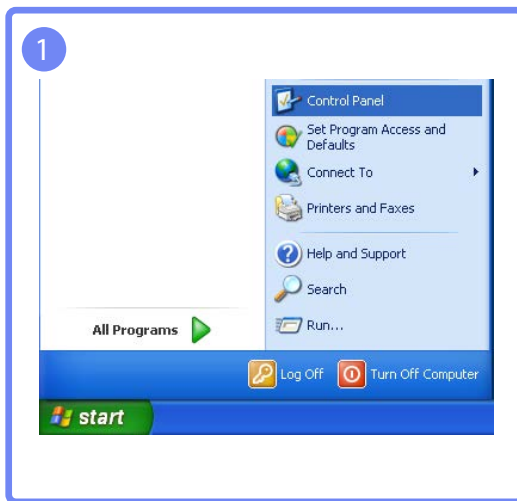 1
Control Panel
Set Program Access and
Defaults
Connect To
Printers and Faxes
Help and Support
Search
All Programs
Run...
Log Off
Turn Off Computer
start